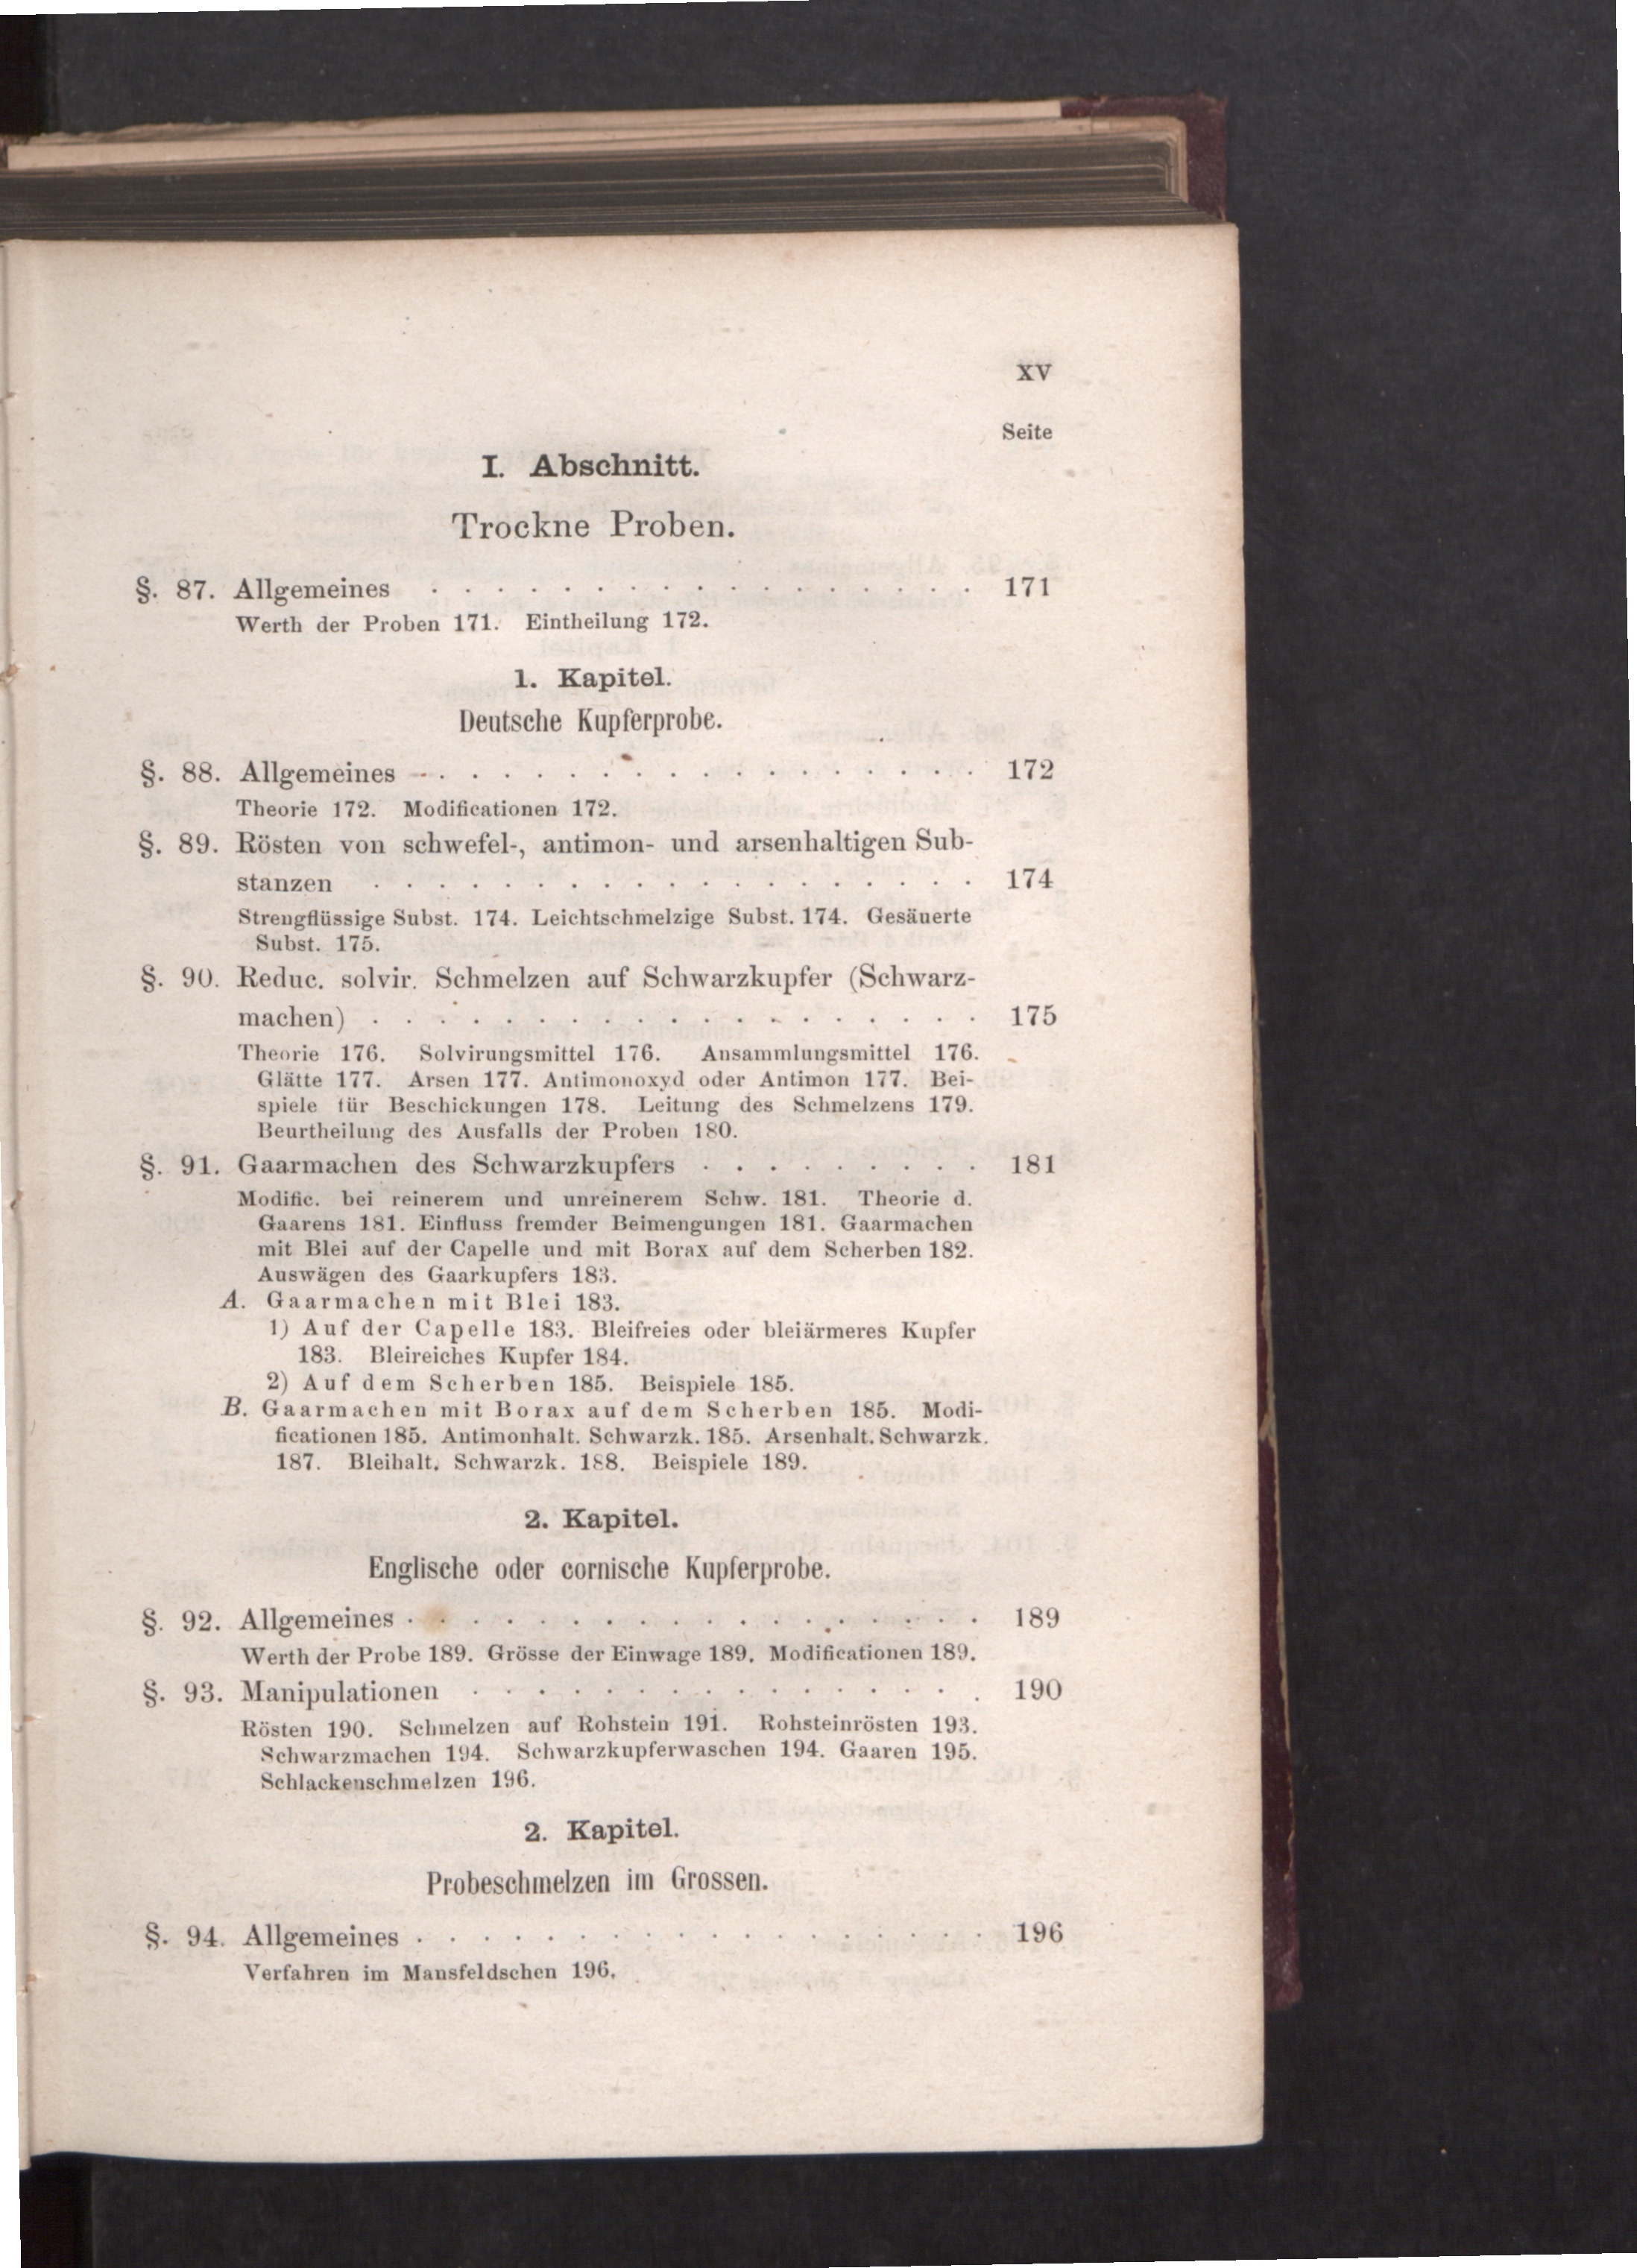 XV
Seite
I. Abschnitt.
Trockne Proben.
§. 87. Allgemeines . . . . . . . . . . . . . . . . . 171
Werth der Proben 171. Eintheilung 172.
1. Kapitel.
Deutsche Kupferprobe.
§. 88. Allgemeines . . . . . . . . . . . . . . . . . 172
Theorie 172. Modificationen 172.
§. 89. Rösten von schwefel-, antimon- und arsenhaltigen Sub-
stanzen . . . . . . . . . . . . . . . . . . . 174
Strengflüssige Subst. 174. Leichtschmelzige Subst. 174. Gesäuerte
Subst. 175.
§. 90. Reduc. solvir. Schmelzen auf Schwarzkupfer (Schwarz-
machen) . . . . . . . . . . . . . . . . . . . 175
Theorie 176. Solvirungsmittel 176. Ansammlungsmittel 176.
Glätte 177. Arsen 177. Antimonoxyd oder Antimon 177. Bei-
spiele für Beschickungen 178. Leitung des Schmelzens 179.
Beurtheilung des Ausfalls der Proben 180.
§. 91. Gaarmachen des Schwarzkupfers . . . . . . . . . 181
Modific. bei reinerem und unreinerem Schw. 181. Theorie d.
Gaarens 181. Einfluss fremder Beimengungen 181. Gaarmachen
mit Blei auf der Capelle und mit Borax auf dem Scherben 182.
Auswägen des Gaarkupfers 183.
A. Gaarmachen mit Blei 183.
1) Auf der Capelle 183. Bleifreies oder bleiärmeres Kupfer
183. Bleireiches Kupfer 184.
2) Auf dem Scherben 185. Beispiele 185.
B. Gaarmachen mit Borax auf dem Scherben 185. Modi-
ficationen 185. Antimonhalt. Schwarzk. 185. Arsenhalt. Schwarzk.
187. Bleihalt. Schwarzk. 188. Beispiele 189.
2. Kapitel.
Englische oder cornische Kupferprobe.
§. 92. Allgemeines . . . . . . . . . . . . . . . . . . 189
Werth der Probe 189. Grösse der Einwage 189. Modificationen 189.
§. 93. Manipulationen . . . . . . . . . . . . . . . . 190
Rösten 190. Schmelzen auf Rohstein 191. Rohsteinrösten 193.
Schwarzmachen 194. Schwarzkupferwaschen 194. Gaaren 195.
Schlackenschmelzen 196.
2. Kapitel.
Probeschmelzen im Grossen.
§. 94. Allgemeines . . . . . . . . . . . . . . . . . . 196
Verfahren im Mansfeldschen 196.